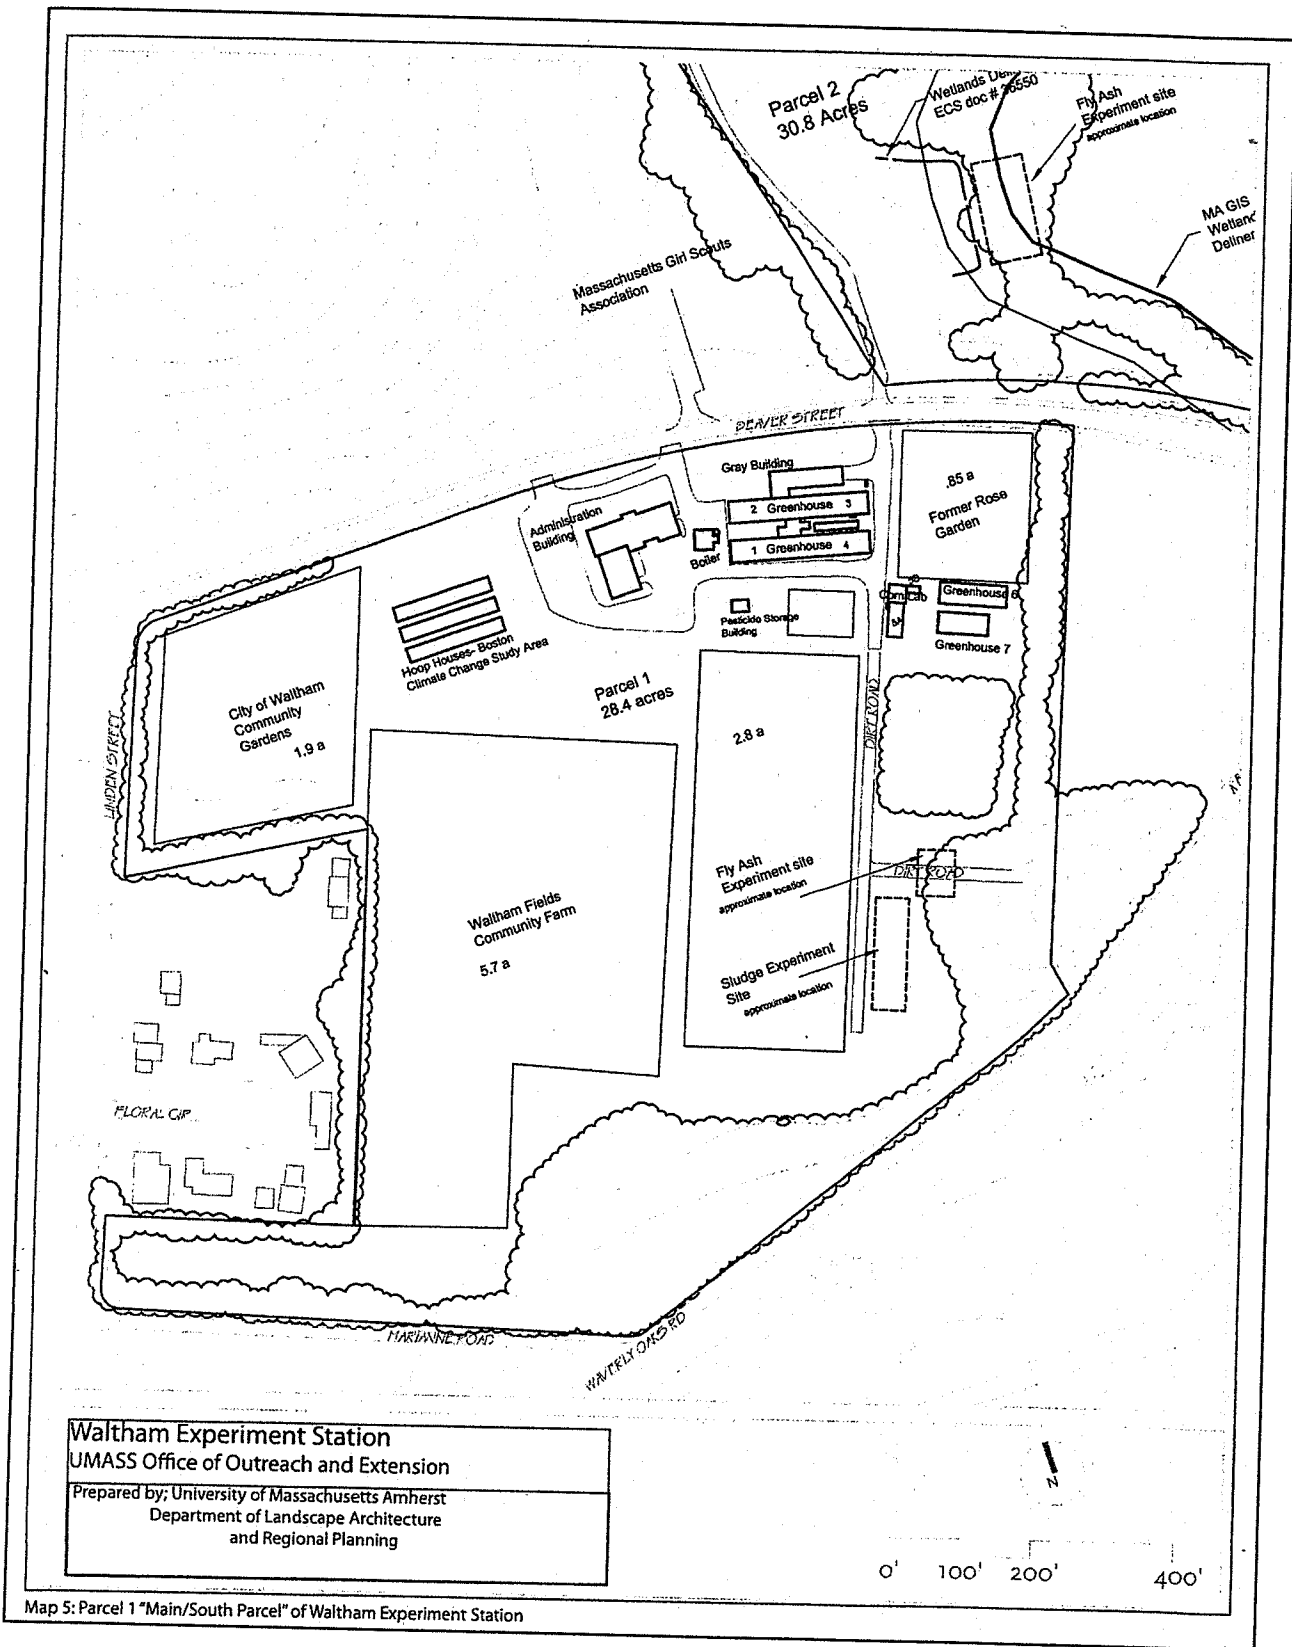 Parcel 2
30.8 Acres
Wetlands
ECS doc #
Fly Ash
Experiment site
approximate location
MA GIS
Massachusetts Girl Scouts
Association
BEAVER STREET
Gray Building
.85 a
Former Rose
Garden
2 Greenhouse 3
Administration
Building
Boiler
1 Greenhouse 4
Corn Lab
Greenhouse 6
Pesticide Storage
Building
Greenhouse 7
Hoop Houses- Boston
Climate Change Study Area
Parcel 1
28.4 acres
City of Waltham
Community
Gardens
1.9 a
LINDEN STREET
2.8 a
DIRT ROAD
Fly Ash
Experiment site
approximate location
DIRT ROAD
Waltham Fields
Community Farm
5.7 a
Sludge Experiment
Site
approximate location
FLORAL CIR
MARIANNE ROAD
WAVERLY OAKS RD
Waltham Experiment Station
UMASS Office of Outreach and Extension
Prepared by; University of Massachusetts Amherst
Department of Landscape Architecture
and Regional Planning
N
0' 100' 200' 400'
Map 5: Parcel 1 "Main/South Parcel" of Waltham Experiment Station